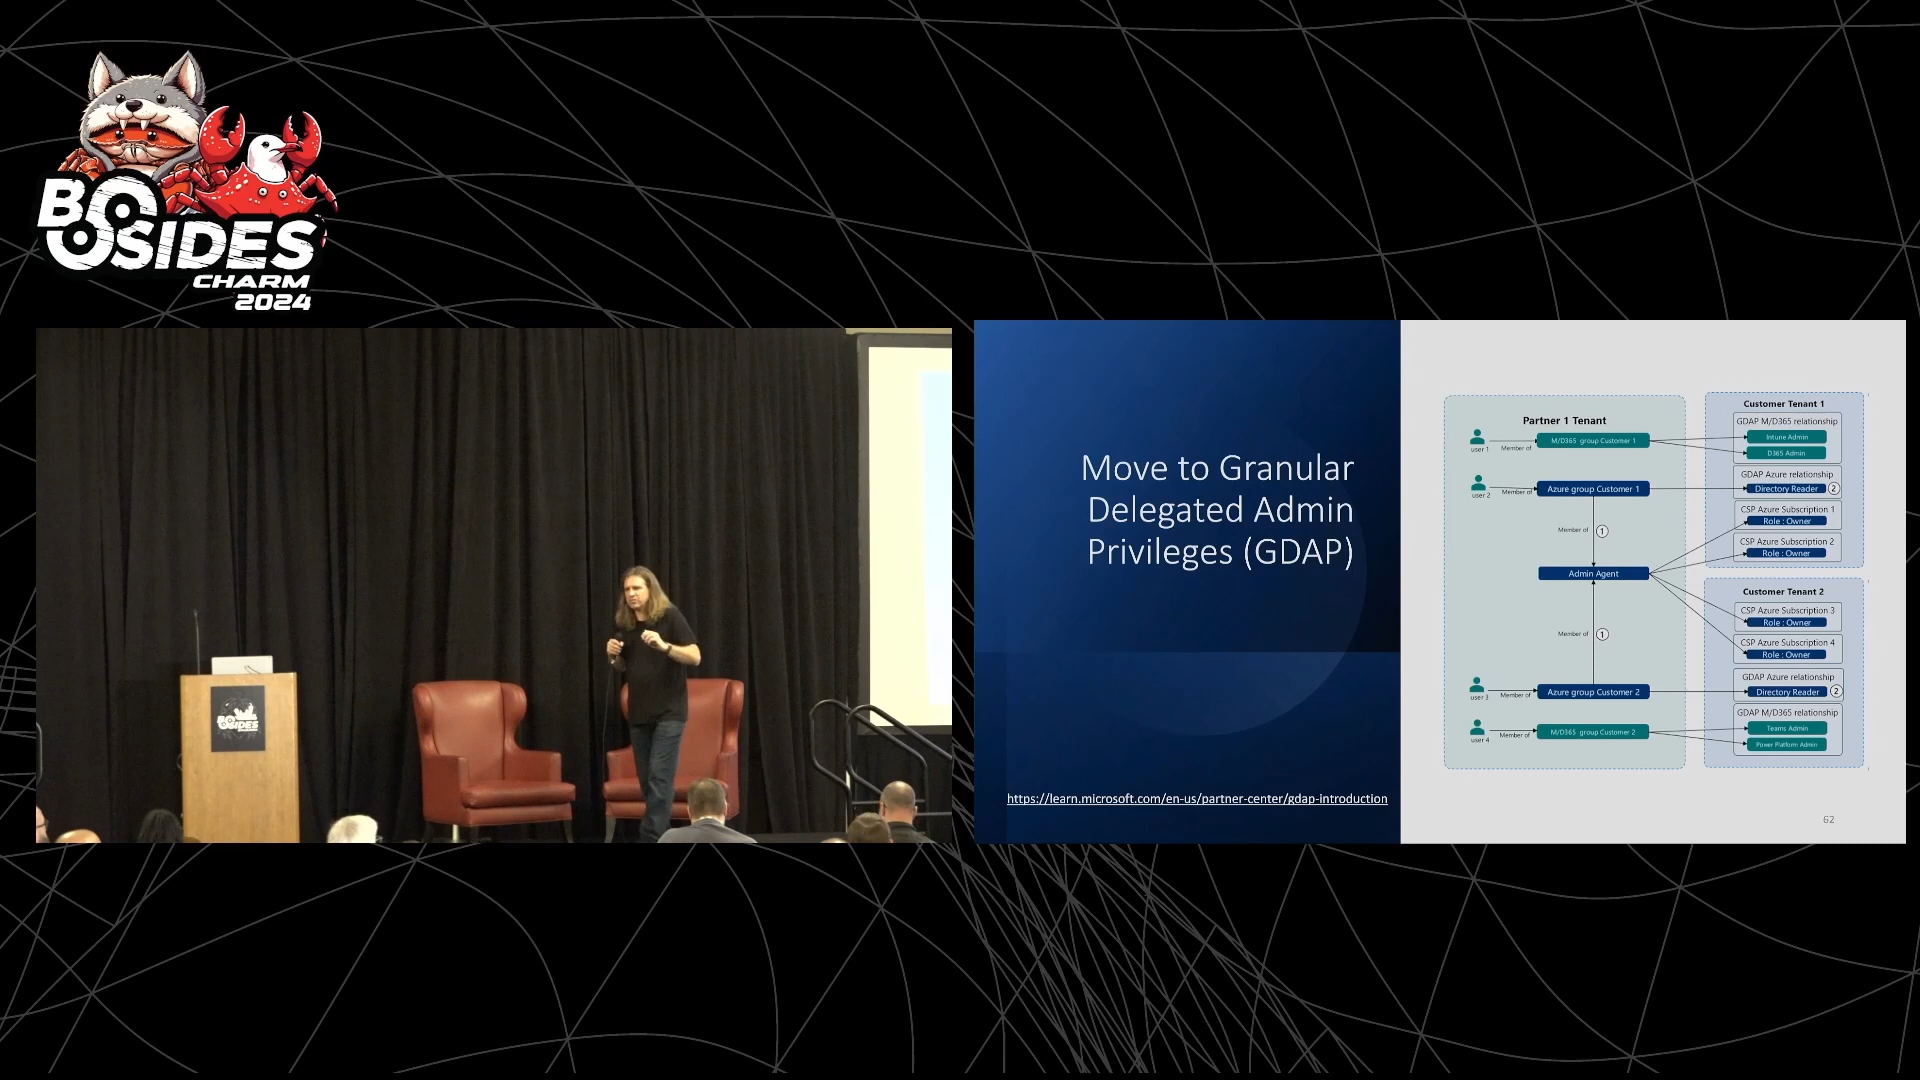 BSIDES
CHARM
2024
BSIDES
Move to Granular
Delegated Admin
Privileges (GDAP)
https://learn.microsoft.com/en-us/partner-center/gdap-introduction
Partner 1 Tenant
user 1
Member of
M/D365 group Customer 1
user 2
Member of
Azure group Customer 1
Member of
1
Admin Agent
Member of
1
user 3
Member of
Azure group Customer 2
user 4
Member of
M/D365 group Customer 2
Customer Tenant 1
GDAP M/D365 relationship
Intune Admin
D365 Admin
GDAP Azure relationship
Directory Reader 2
CSP Azure Subscription 1
Role : Owner
CSP Azure Subscription 2
Role : Owner
Customer Tenant 2
CSP Azure Subscription 3
Role : Owner
CSP Azure Subscription 4
Role : Owner
GDAP Azure relationship
Directory Reader 2
GDAP M/D365 relationship
Teams Admin
Power Platform Admin
62